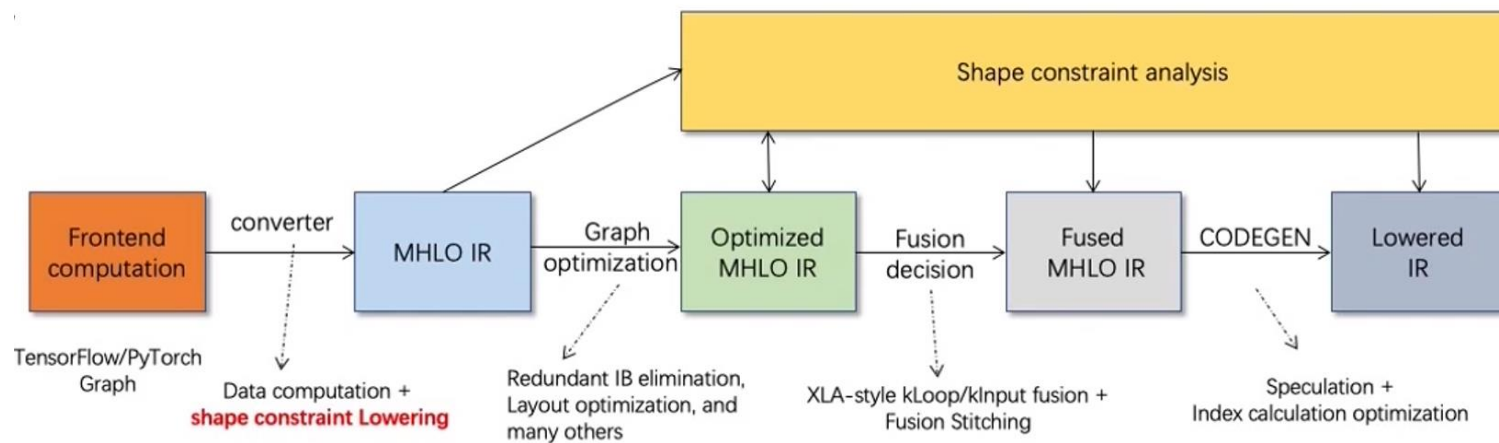 Shape constraint analysis
Frontend
computation
converter
MHLO IR
Graph
optimization
Optimized
MHLO IR
Fusion
decision
Fused
MHLO IR
CODEGEN
Lowered
IR
TensorFlow/PyTorch
Graph
Data computation +
shape constraint Lowering
Redundant IB elimination,
Layout optimization, and
many others
XLA-style kLoop/kInput fusion +
Fusion Stitching
Speculation +
Index calculation optimization